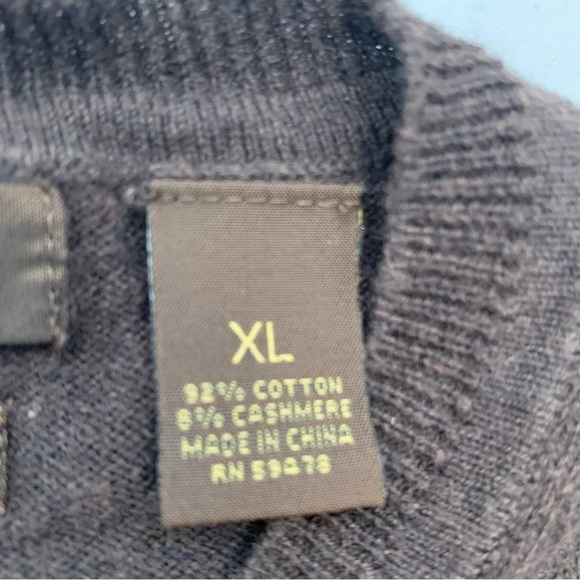 XL
92% COTTON
8% CASHMERE
MADE IN CHINA
RN 59478